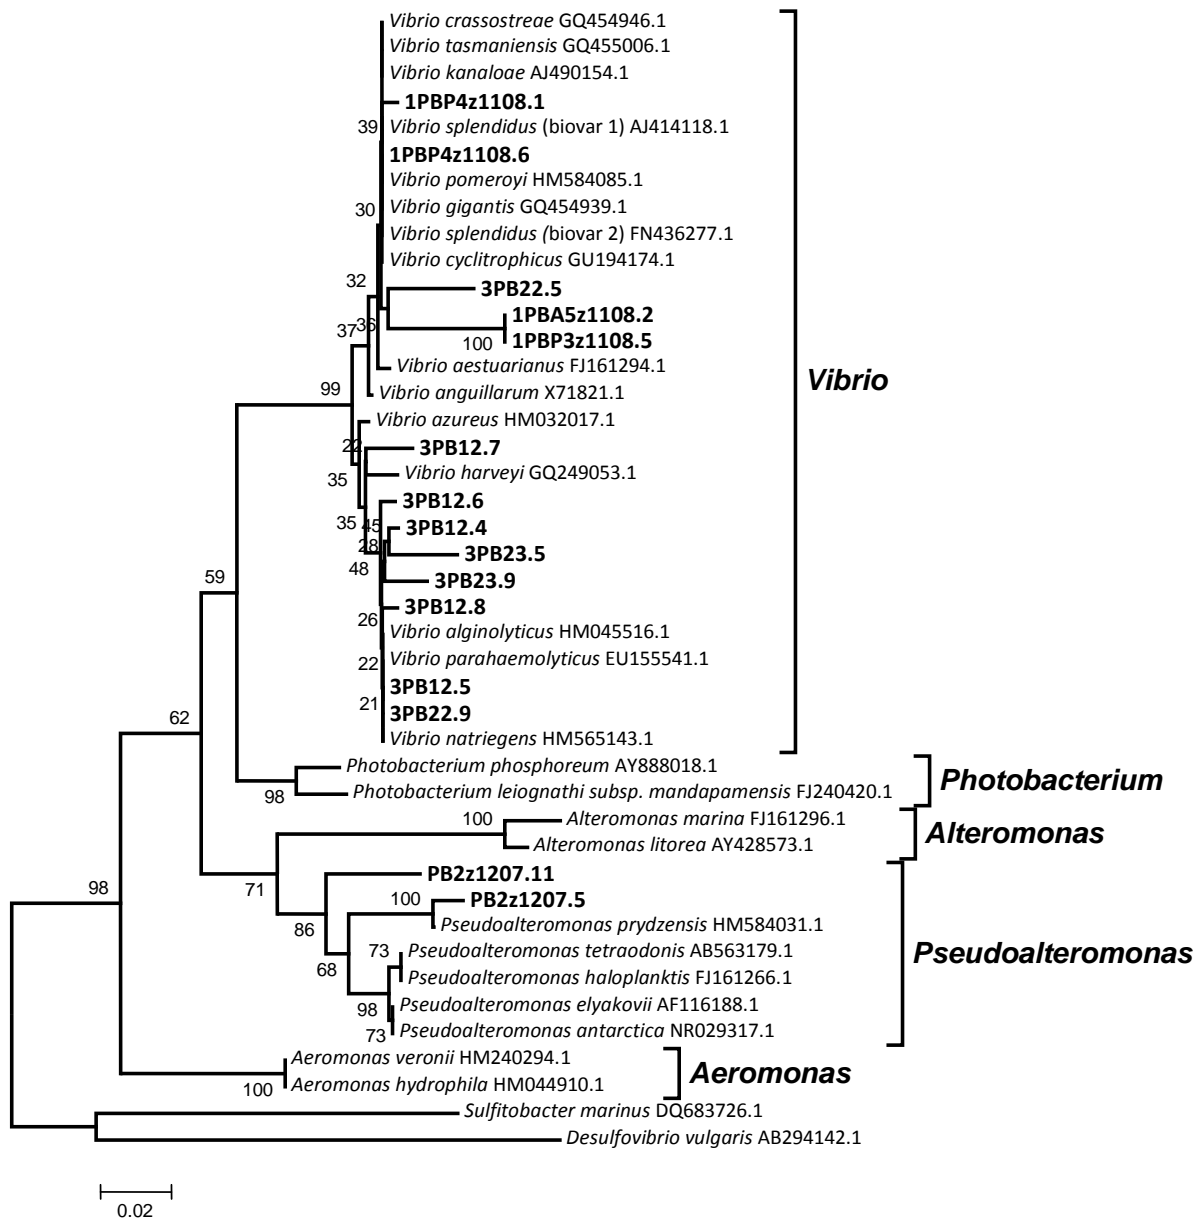 Vibrio crassostreae GQ454946.1
Vibrio tasmaniensis GQ455006.1
Vibrio kanaloae AJ490154.1
1PBP4z1108.1
39
Vibrio splendidus (biovar 1) AJ414118.1
1PBP4z1108.6
Vibrio pomeroyi HM584085.1
30
Vibrio gigantis GQ454939.1
Vibrio splendidus (biovar 2) FN436277.1
Vibrio cyclitrophicus GU194174.1
32
3PB22.5
1PBA5z1108.2
37
36
100
1PBP3z1108.5
Vibrio aestuarianus FJ161294.1
Vibrio
99
Vibrio anguillarum X71821.1
Vibrio azureus HM032017.1
22
3PB12.7
35
Vibrio harveyi GQ249053.1
3PB12.6
35
45
3PB12.4
28
3PB23.5
48
59
3PB23.9
3PB12.8
26
Vibrio alginolyticus HM045516.1
22
Vibrio parahaemolyticus EU155541.1
3PB12.5
21
3PB22.9
62
Vibrio natriegens HM565143.1
Photobacterium phosphoreum AY888018.1
Photobacterium
98
Photobacterium leiognathi subsp. mandapamensis FJ240420.1
100
Alteromonas marina FJ161296.1
Alteromonas
Alteromonas litorea AY428573.1
PB2z1207.11
98
71
100
PB2z1207.5
86
Pseudoalteromonas prydzensis HM584031.1
73
Pseudoalteromonas tetraodonis AB563179.1
Pseudoalteromonas
68
Pseudoalteromonas haloplanktis FJ161266.1
98
Pseudoalteromonas elyakovii AF116188.1
73
Pseudoalteromonas antarctica NR029317.1
Aeromonas veronii HM240294.1
Aeromonas
100
Aeromonas hydrophila HM044910.1
Sulfitobacter marinus DQ683726.1
Desulfovibrio vulgaris AB294142.1
0.02